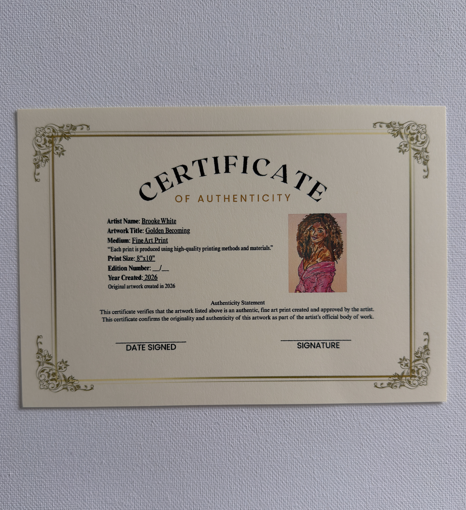 CERTIFICATE
OF AUTHENTICITY
Artist Name: Brooke White
Artwork Title: Golden Becoming
Medium: Fine Art Print
"Each print is produced using high-quality printing methods and materials."
Print Size: 8"x10"
Edition Number: __/__
Year Created: 2026
Original artwork created in 2026
Authenticity Statement
This certificate verifies that the artwork listed above is an authentic, fine art print created and approved by the artist.
This certificate confirms the originality and authenticity of this artwork as part of the artist's official body of work.
DATE SIGNED
SIGNATURE